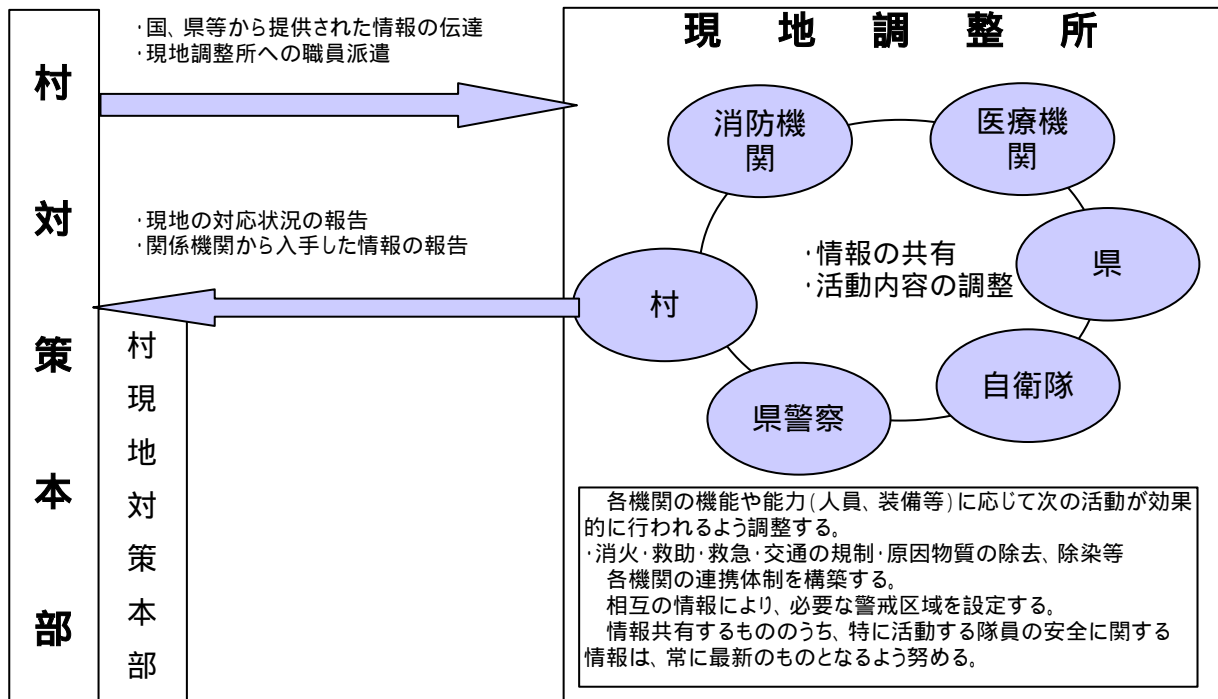 村対策本部
・国、県等から提供された情報の伝達
・現地調整所への職員派遣
・現地の対応状況の報告
・関係機関から入手した情報の報告
村現地対策本部
現地調整所
消防機
関
医療機
関
県
自衛隊
県警察
村
・情報の共有
・活動内容の調整
各機関の機能や能力(人員、装備等)に応じて次の活動が効果
的に行われるよう調整する。
・消火・救助・救急・交通の規制・原因物質の除去、除染等
各機関の連携体制を構築する。
相互の情報により、必要な警戒区域を設定する。
情報共有するもののうち、特に活動する隊員の安全に関する
情報は、常に最新のものとなるよう努める。